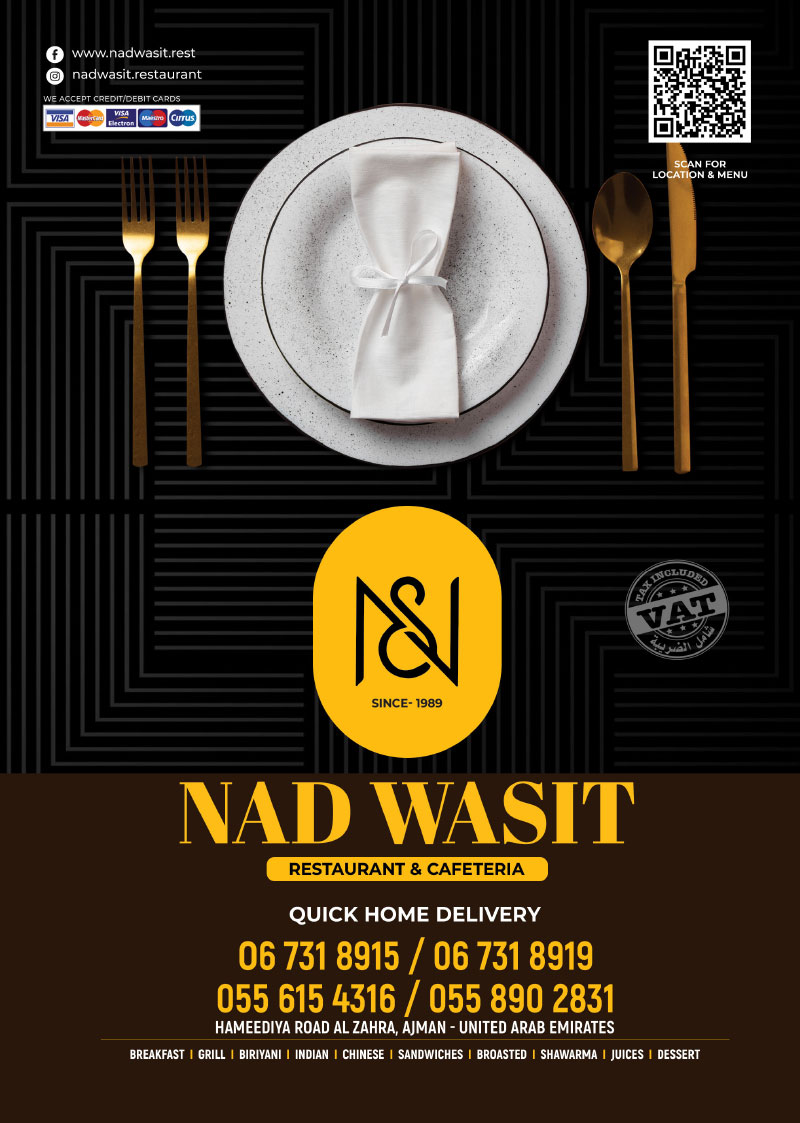 www.nadwasit.rest
nadwasit.restaurant
WE ACCEPT CREDIT/DEBIT CARDS
VISA MasterCard VISA Electron Maestro Cirrus
SCAN FOR
LOCATION & MENU
TAX INCLUDED
VAT
شامل الضريبة
NS
SINCE- 1989
NAD WASIT
RESTAURANT & CAFETERIA
QUICK HOME DELIVERY
06 731 8915 / 06 731 8919
055 615 4316 / 055 890 2831
HAMEEDIYA ROAD AL ZAHRA, AJMAN - UNITED ARAB EMIRATES
BREAKFAST I GRILL I BIRIYANI I INDIAN I CHINESE I SANDWICHES I BROASTED I SHAWARMA I JUICES I DESSERT